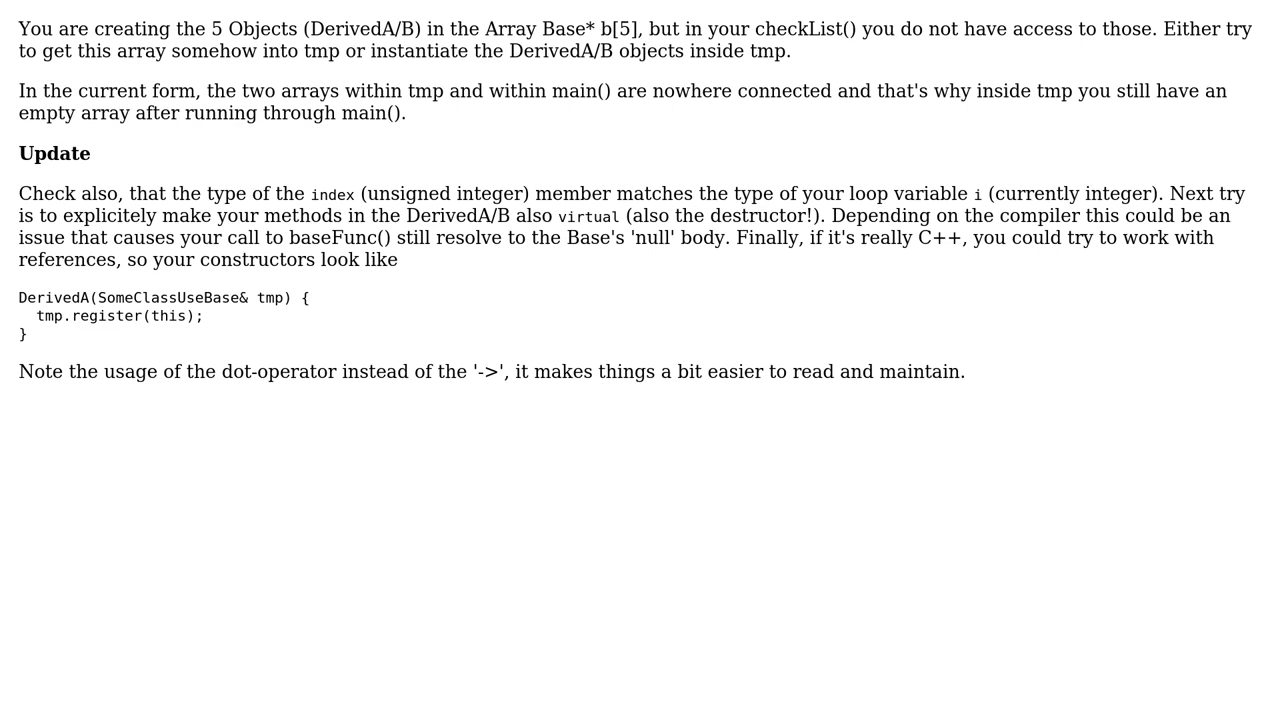 You are creating the 5 Objects (DerivedA/B) in the Array Base* b[5], but in your checkList() you do not have access to those. Either try
to get this array somehow into tmp or instantiate the DerivedA/B objects inside tmp.
In the current form, the two arrays within tmp and within main() are nowhere connected and that's why inside tmp you still have an
empty array after running through main().
Update
Check also, that the type of the index (unsigned integer) member matches the type of your loop variable i (currently integer). Next try
is to explicitely make your methods in the DerivedA/B also virtual (also the destructor!). Depending on the compiler this could be an
issue that causes your call to baseFunc() still resolve to the Base's 'null' body. Finally, if it's really C++, you could try to work with
references, so your constructors look like
DerivedA(SomeClassUseBase& tmp) {
  tmp.register(this);
}
Note the usage of the dot-operator instead of the '->', it makes things a bit easier to read and maintain.